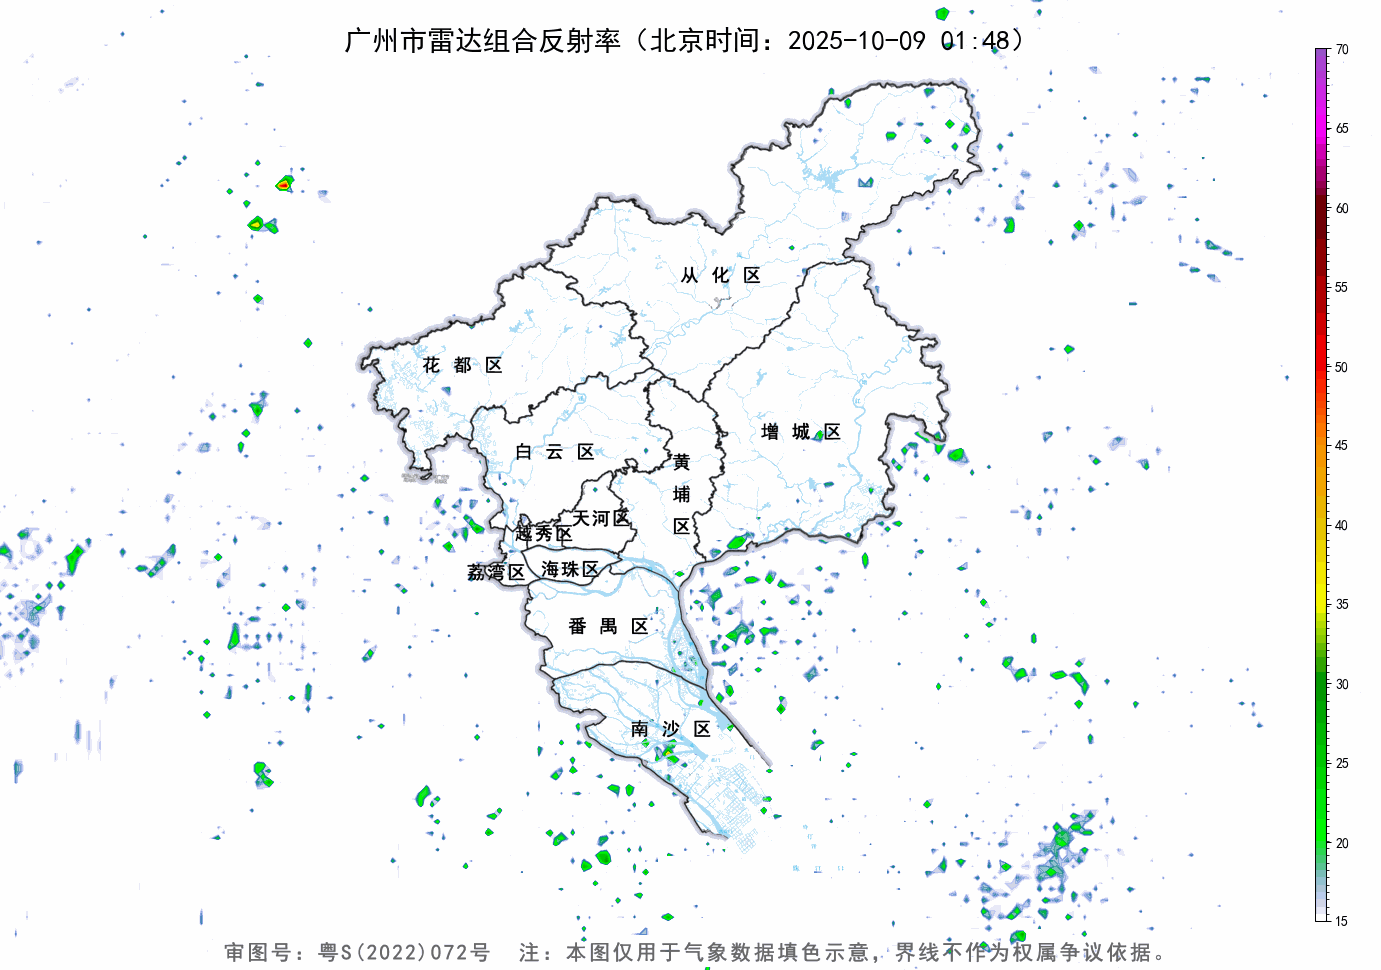 广州市雷达组合反射率（北京时间：2025-10-09 01:48）
70
65
60
55
50
45
40
35
30
25
20
15
从化区
花都区
增城区
白云区
黄埔区
天河区
越秀区
荔湾区
海珠区
番禺区
南沙区
审图号：粤S(2022)072号 注：本图仅用于气象数据填色示意，界线不作为权属争议依据。